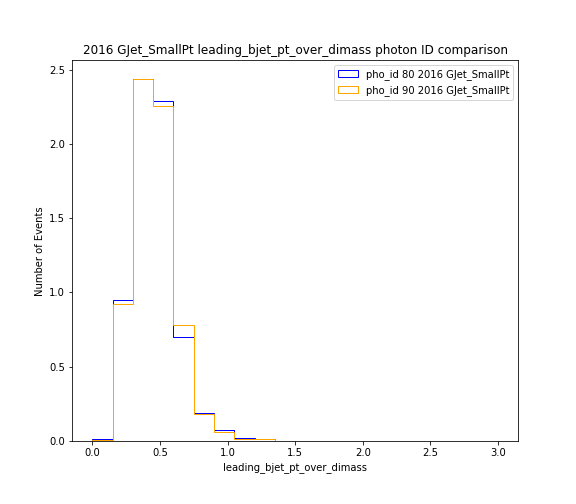 2016 GJet_SmallPt leading_bjet_pt_over_dimass photon ID comparison
pho_id 80 2016 GJet_SmallPt
pho_id 90 2016 GJet_SmallPt
Number of Events
2.5
2.0
1.5
1.0
0.5
0.0
0.0 0.5 1.0 1.5 2.0 2.5 3.0
leading_bjet_pt_over_dimass